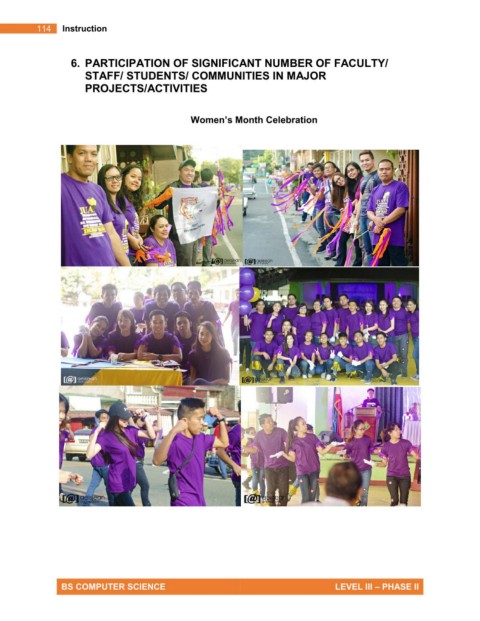 114 Instruction
6. PARTICIPATION OF SIGNIFICANT NUMBER OF FACULTY/
STAFF/ STUDENTS/ COMMUNITIES IN MAJOR
PROJECTS/ACTIVITIES
Women's Month Celebration
[@]
[@]
[@]
[@]
[@]
[@]
BS COMPUTER SCIENCE LEVEL III – PHASE II